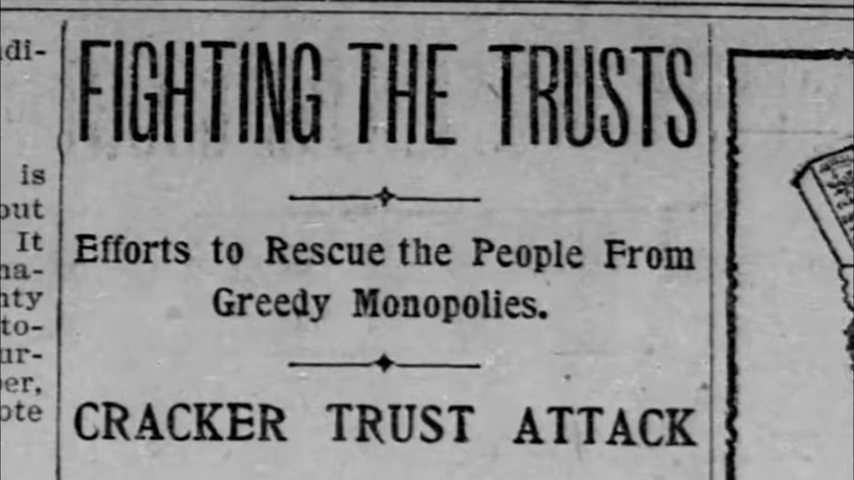 FIGHTING THE TRUSTS
Efforts to Rescue the People From
Greedy Monopolies.
CRACKER TRUST ATTACK
is
It